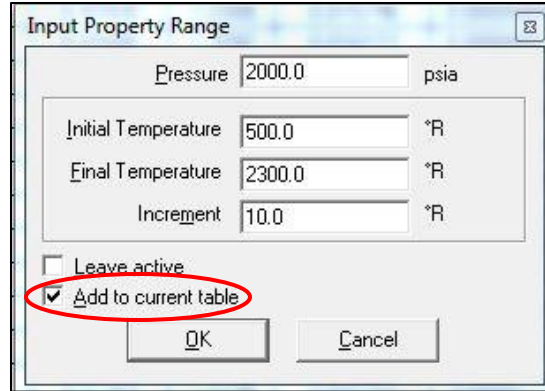 Input Property Range
Pressure 2000.0 psia
Initial Temperature 500.0 °R
Final Temperature 2300.0 °R
Increment 10.0 °R
Leave active
Add to current table
OK Cancel